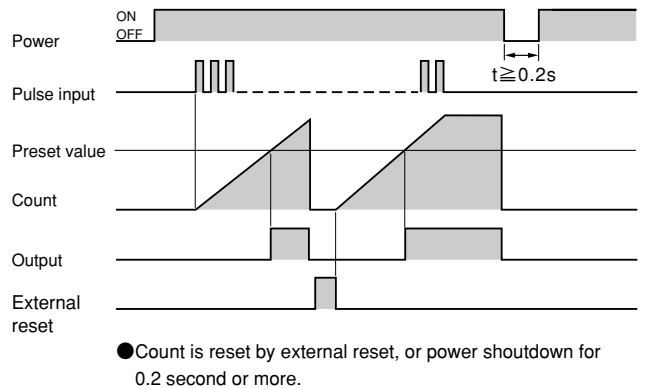 ON
OFF
Power
t≧0.2s
Pulse input
Preset value
Count
Output
External
reset
●Count is reset by external reset, or power shoutdown for
0.2 second or more.